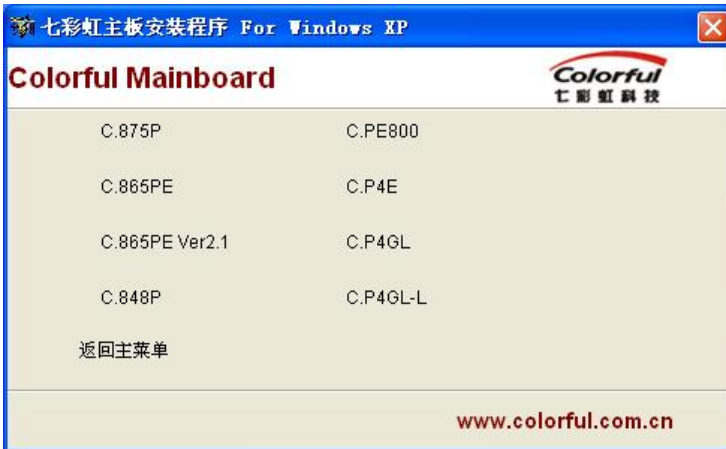 七彩虹主板安装程序 For Windows XP
Colorful Mainboard
Colorful
七彩虹科技
C.875P C.PE800
C.865PE C.P4E
C.865PE Ver2.1 C.P4GL
C.848P C.P4GL-L
返回主菜单
www.colorful.com.cn